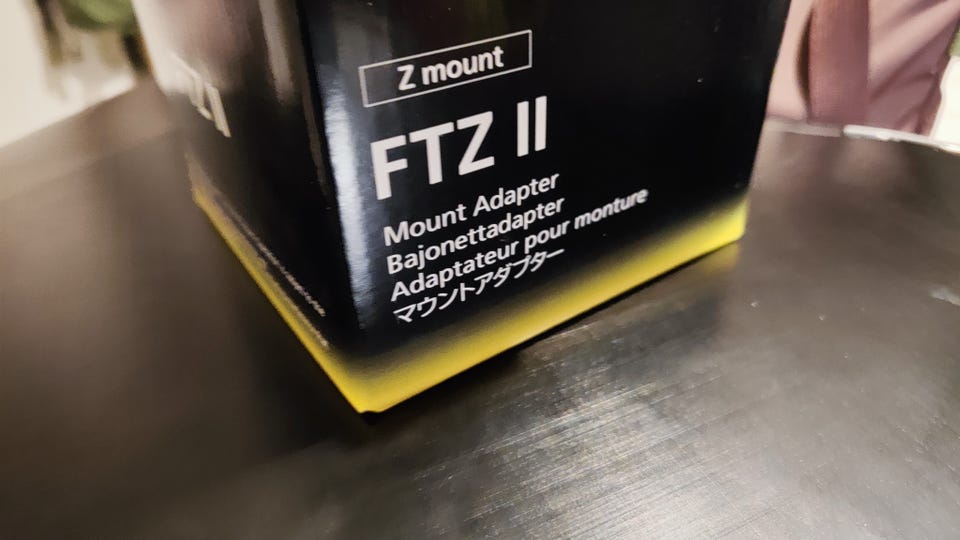 Z mount
FTZ II
Mount Adapter
Bajonettadapter
Adaptateur pour monture
マウントアダプター